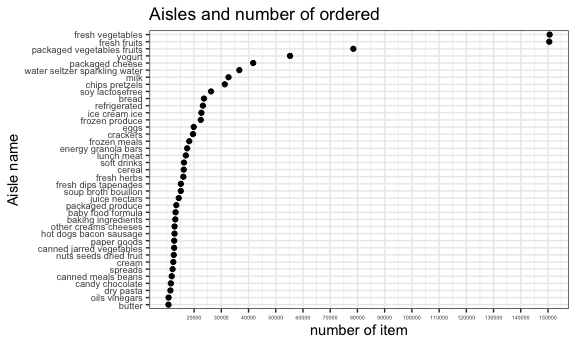 Aisles and number of ordered
Aisle name
fresh vegetables
fresh fruits
packaged vegetables fruits
yogurt
packaged cheese
water seltzer sparkling water
milk
chips pretzels
soy lactosefree
bread
refrigerated
ice cream ice
frozen produce
eggs
crackers
frozen meals
energy granola bars
lunch meat
soft drinks
cereal
fresh herbs
fresh dips tapenades
soup broth bouillon
juice nectars
packaged produce
baby food formula
baking ingredients
other creams cheeses
hot dogs bacon sausage
paper goods
canned jarred vegetables
nuts seeds dried fruit
cream
spreads
canned meals beans
candy chocolate
dry pasta
oils vinegars
butter
20000 30000 40000 50000 60000 70000 80000 90000 100000 110000 120000 130000 140000 150000
number of item